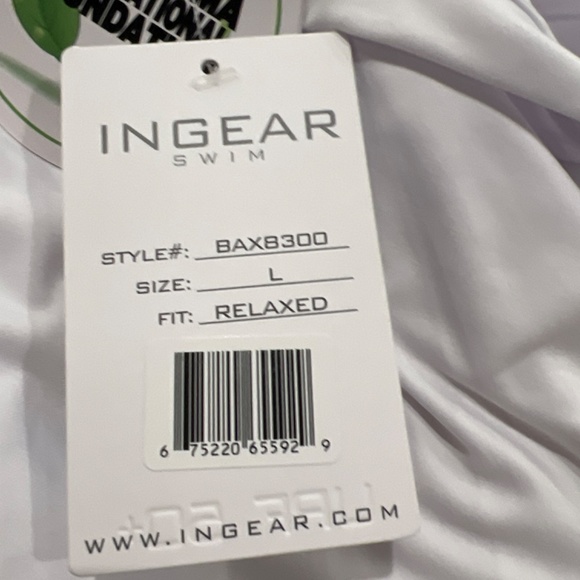 INGEAR
SWIM
STYLE#: BAX8300
SIZE: L
FIT: RELAXED
6 75220 65592 9
WWW.INGEAR.COM